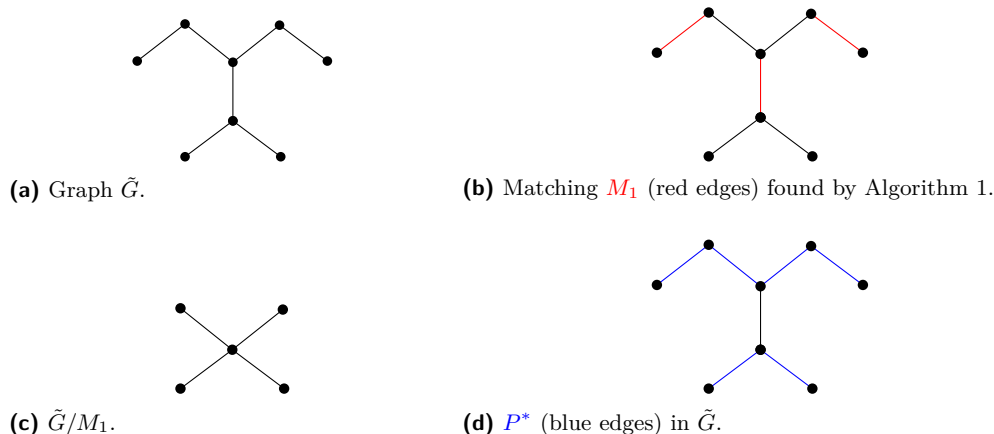 (a) Graph G̃.
(b) Matching M₁ (red edges) found by Algorithm 1.
(c) G̃/M₁.
(d) P* (blue edges) in G̃.